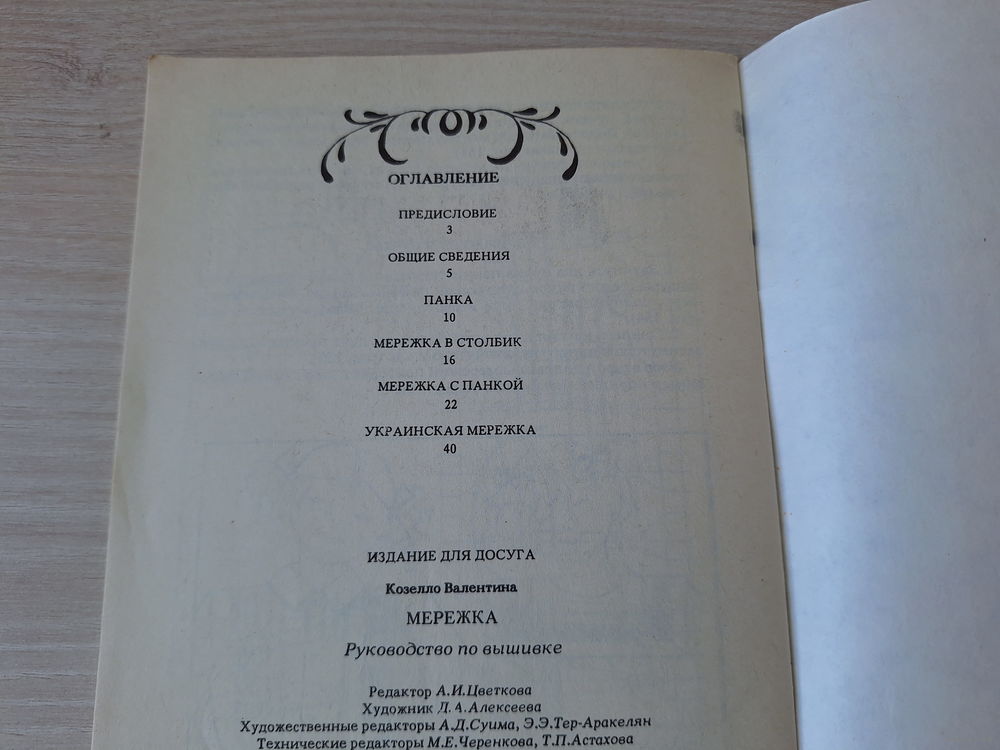 ОГЛАВЛЕНИЕ
ПРЕДИСЛОВИЕ
3
ОБЩИЕ СВЕДЕНИЯ
5
ПАНКА
10
МЕРЕЖКА В СТОЛБИК
16
МЕРЕЖКА С ПАНКОЙ
22
УКРАИНСКАЯ МЕРЕЖКА
40
ИЗДАНИЕ ДЛЯ ДОСУГА
Козелло Валентина
МЕРЕЖКА
Руководство по вышивке
Редактор А.И.Цветкова
Художник Д.А.Алексеева
Художественные редакторы А.Д.Суима, Э.Э.Тер-Аракелян
Технические редакторы М.Е.Черенкова, Т.П.Астахова